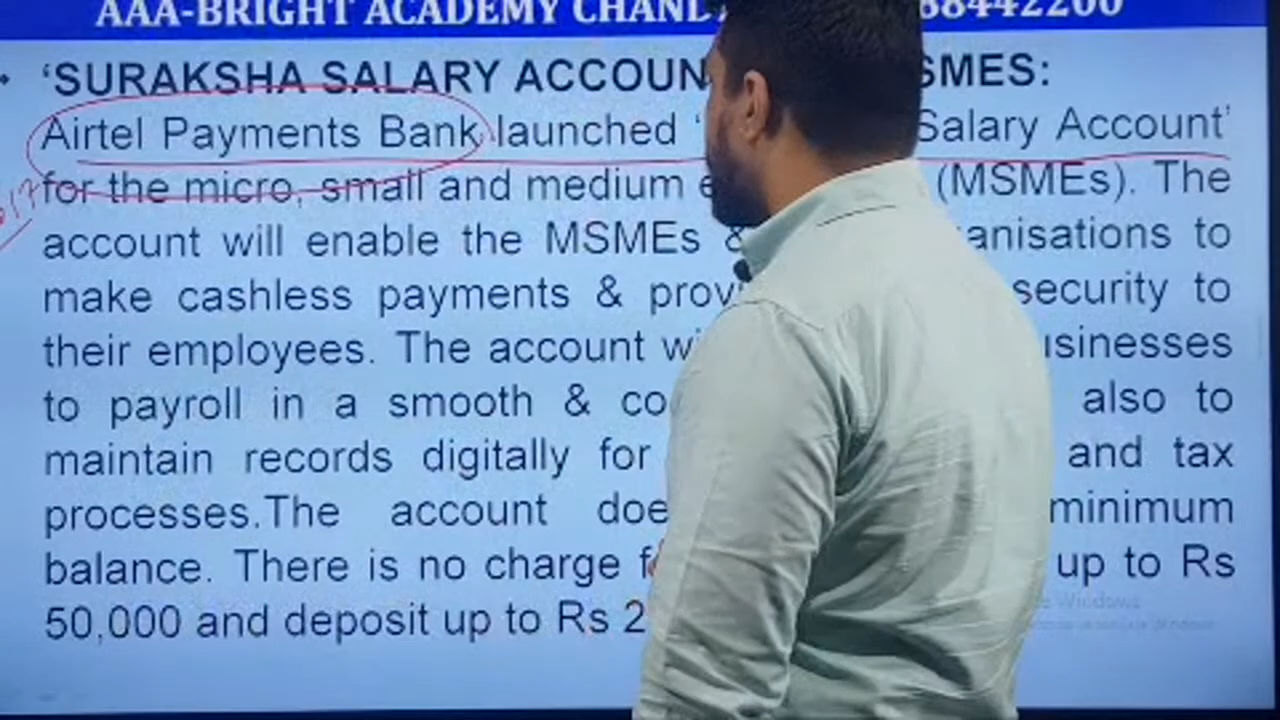 AAA-BRIGHT ACADEMY 88442200
‘SURAKSHA SALARY ACCOUN SMES:
Airtel Payments Bank launched ‘ Salary Account’
for the micro, small and medium e (MSMEs). The
account will enable the MSMEs & anisations to
make cashless payments & prov security to
their employees. The account wi usinesses
to payroll in a smooth & co also to
maintain records digitally for and tax
processes.The account doe minimum
balance. There is no charge f up to Rs
50,000 and deposit up to Rs 2